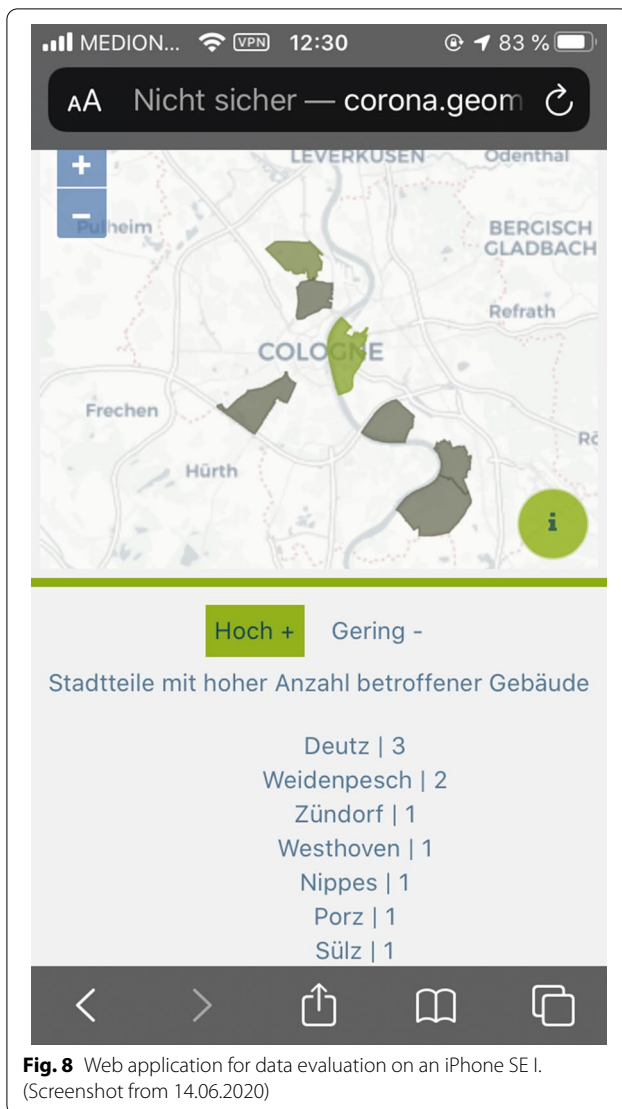 MEDION... VPN 12:30 83 %
AA Nicht sicher — corona.geom
+
LEVERKUSEN Odenthal
−
Pulheim
BERGISCH
GLADBACH
Refrath
COLOGNE
Frechen
Rö
Hürth
i
Hoch + Gering -
Stadtteile mit hoher Anzahl betroffener Gebäude
Deutz | 3
Weidenpesch | 2
Zündorf | 1
Westhoven | 1
Nippes | 1
Porz | 1
Sülz | 1
Fig. 8 Web application for data evaluation on an iPhone SE I.
(Screenshot from 14.06.2020)